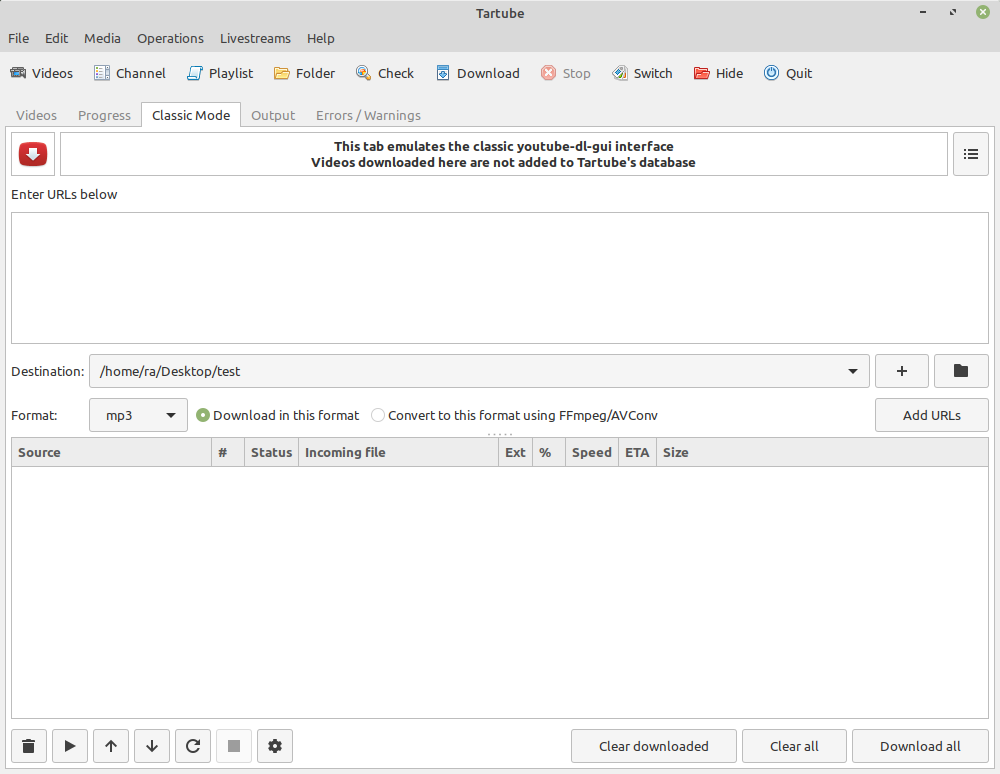 Tartube
File Edit Media Operations Livestreams Help
Videos Channel Playlist Folder Check Download Stop Switch Hide Quit
Videos Progress Classic Mode Output Errors / Warnings
This tab emulates the classic youtube-dl-gui interface
Videos downloaded here are not added to Tartube's database
Enter URLs below
Destination: /home/ra/Desktop/test
Format: mp3 Download in this format Convert to this format using FFmpeg/AVConv Add URLs
Source # Status Incoming file Ext % Speed ETA Size
Clear downloaded Clear all Download all